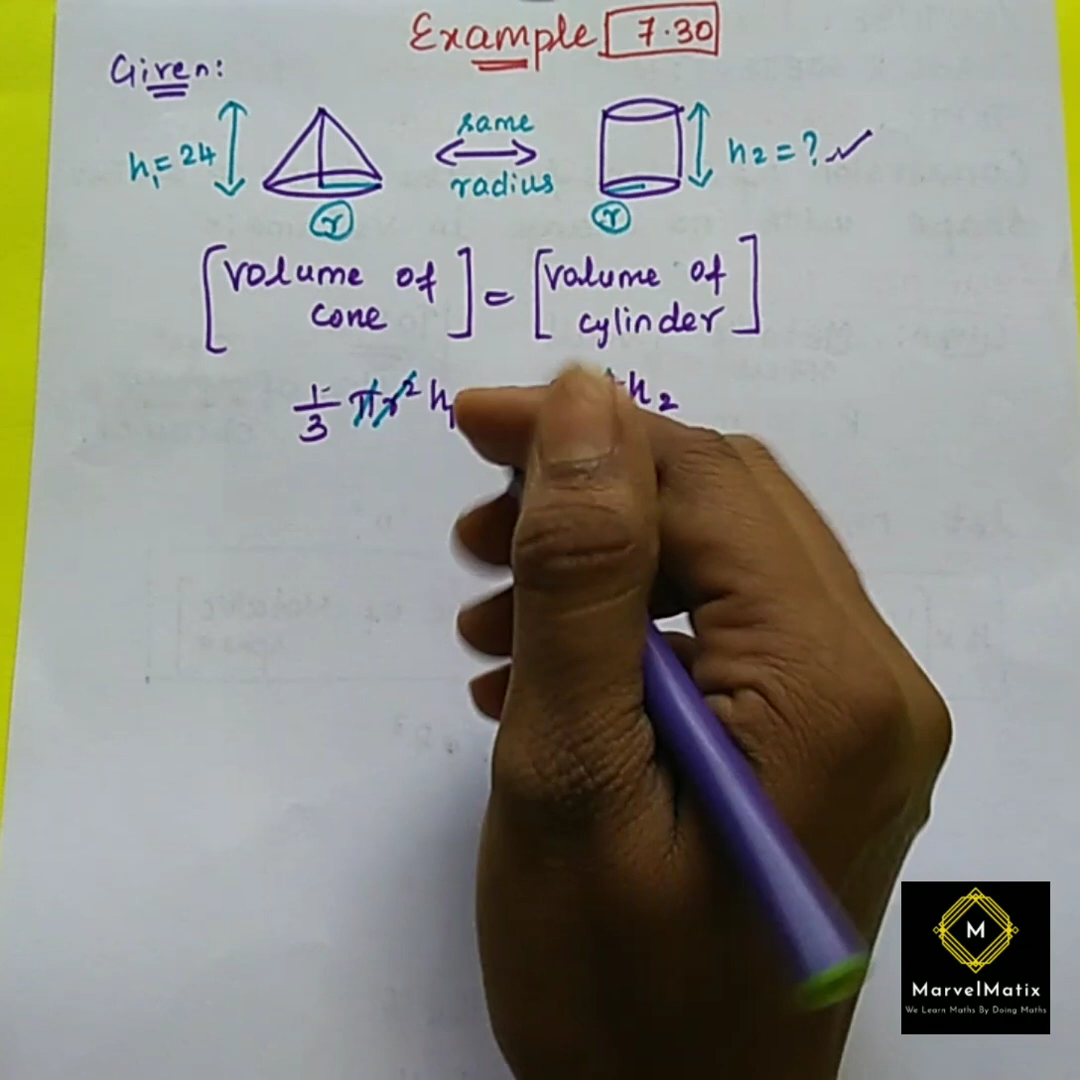 Example 7.30
Given:
h₁ = 24
same
radius
h₂ = ? ✓
r
r
[volume of cone] = [volume of cylinder]
1/3 πr² h₁
h₂
M
MarvelMatix
We Learn Maths By Doing Maths